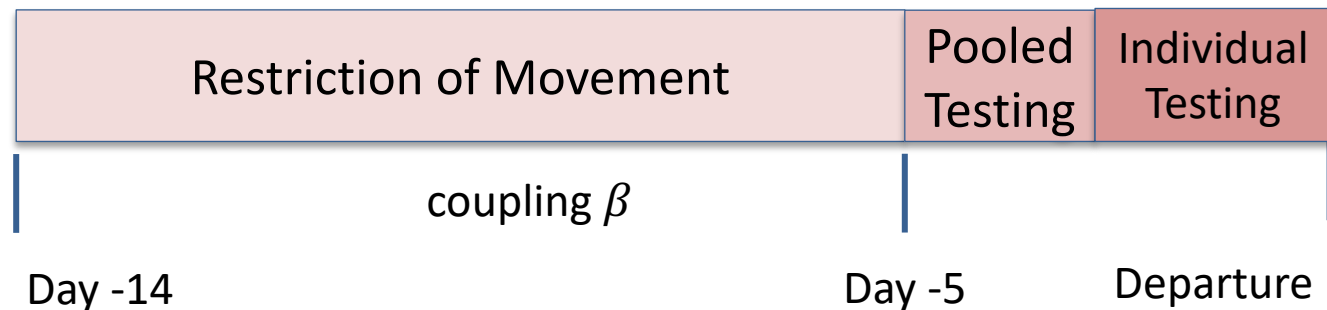 Restriction of Movement
Pooled
Testing
Individual
Testing
coupling β
Day -14
Day -5
Departure